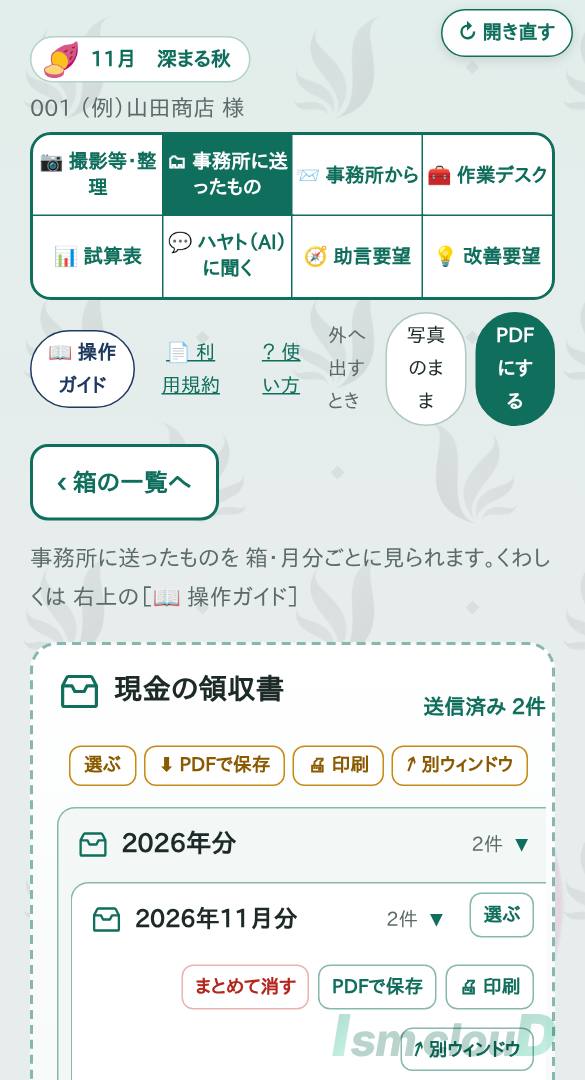 開き直す
11月 深まる秋
001 (例)山田商店 様
撮影等・整
理
事務所に送
ったもの
事務所から
作業デスク
試算表
ハヤト(AI)
に聞く
助言要望
改善要望
操作
ガイド
利
用規約
? 使
い方
外へ
出す
とき
写真
のま
ま
PDF
にす
る
‹ 箱の一覧へ
事務所に送ったものを 箱・月分ごとに見られます。くわし
くは 右上の[📖 操作ガイド]
現金の領収書
送信済み 2件
選ぶ
⬇ PDFで保存
🖨 印刷
↗ 別ウィンドウ
2026年分
2件 ▼
2026年11月分
2件 ▼
選ぶ
まとめて消す
PDFで保存
🖨 印刷
↗ 別ウィンドウ
Ism clouD